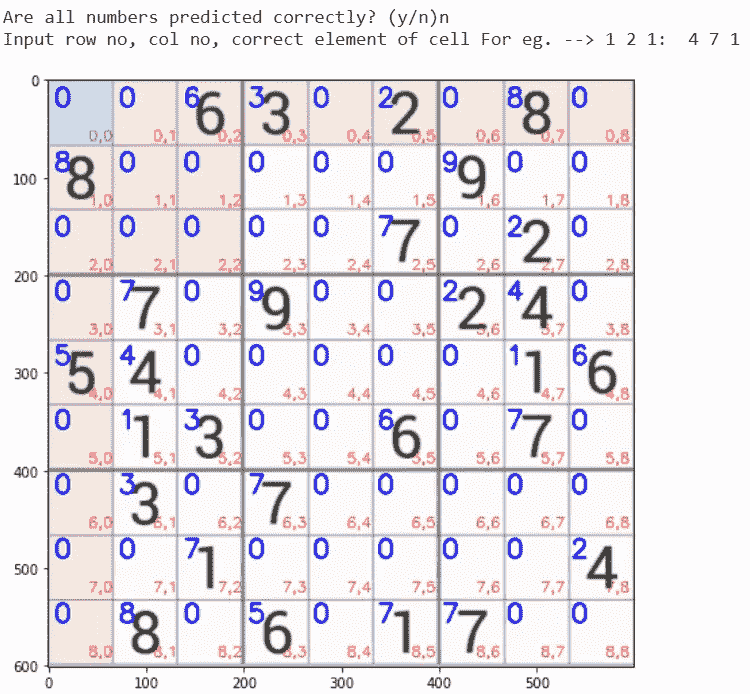 Are all numbers predicted correctly? (y/n)n
Input row no, col no, correct element of cell For eg. --> 1 2 1:  4 7 1
0
0 0 6 6 3 3 0 2 2 0 8 8 0
0,0 0,1 0,2 0,3 0,4 0,5 0,6 0,7 0,8
8 8 0 0 0 0 0 9 9 0 0
100
1,0 1,1 1,2 1,3 1,4 1,5 1,6 1,7 1,8
0 0 0 0 0 7 7 0 2 2 0
2,0 2,1 2,2 2,3 2,4 2,5 2,6 2,7 2,8
200
0 7 7 0 9 9 0 0 2 2 4 4 0
3,0 3,1 3,2 3,3 3,4 3,5 3,6 3,7 3,8
5 5 4 4 0 0 0 0 0 1 1 6 6
300
4,0 4,1 4,2 4,3 4,4 4,5 4,6 4,7 4,8
0 1 1 3 3 0 0 6 6 0 7 7 0
5,0 5,1 5,2 5,3 5,4 5,5 5,6 5,7 5,8
400
0 3 3 0 7 7 0 0 0 0 0
6,0 6,1 6,2 6,3 6,4 6,5 6,6 6,7 6,8
0 0 7 1 0 0 0 0 0 2 4
500
7,0 7,1 7,2 7,3 7,4 7,5 7,6 7,7 7,8
0 8 8 0 5 6 0 7 1 7 7 0 0
8,0 8,1 8,2 8,3 8,4 8,5 8,6 8,7 8,8
600
0 100 200 300 400 500